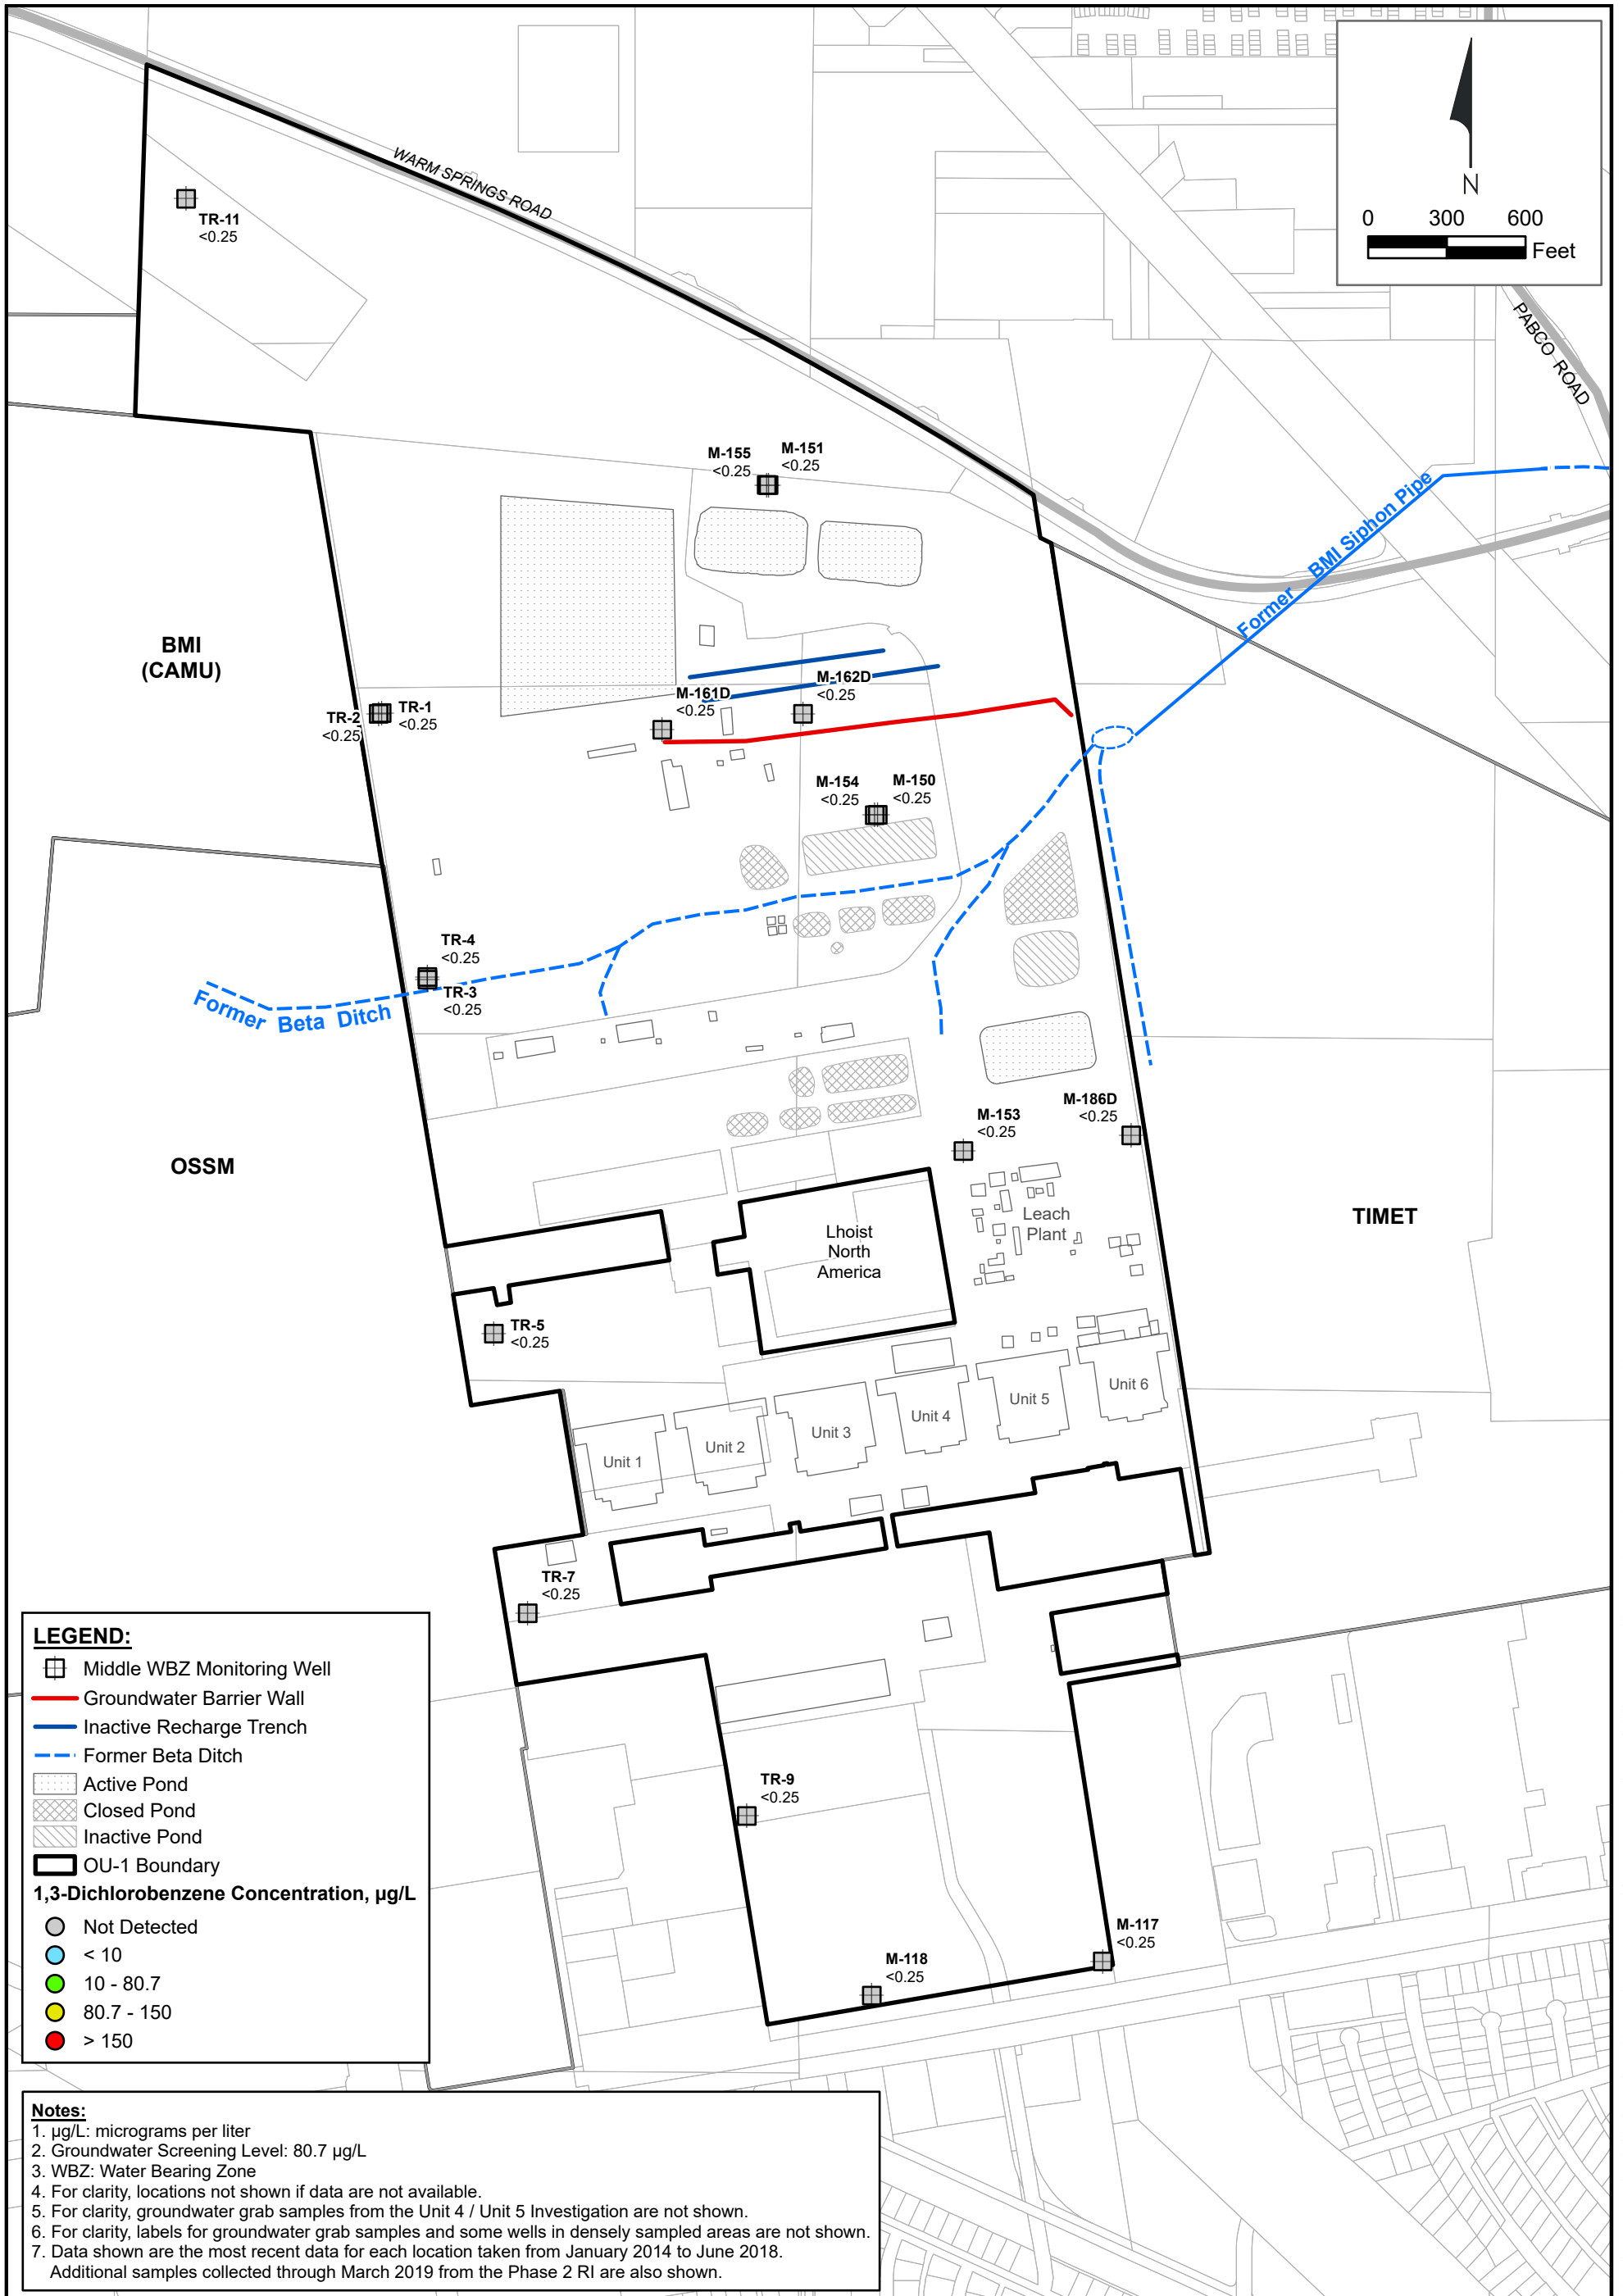 N
0 300 600
Feet
WARM SPRINGS ROAD
PABCO ROAD
TR-11
<0.25
M-155
<0.25
M-151
<0.25
Former BMI Siphon Pipe
BMI
(CAMU)
TR-2
<0.25
TR-1
<0.25
M-161D
<0.25
M-162D
<0.25
M-154
<0.25
M-150
<0.25
TR-4
<0.25
TR-3
<0.25
Former Beta Ditch
M-153
<0.25
M-186D
<0.25
OSSM
TIMET
Leach
Plant
Lhoist
North
America
TR-5
<0.25
Unit 1
Unit 2
Unit 3
Unit 4
Unit 5
Unit 6
TR-7
<0.25
TR-9
<0.25
M-118
<0.25
M-117
<0.25
LEGEND:
Middle WBZ Monitoring Well
Groundwater Barrier Wall
Inactive Recharge Trench
Former Beta Ditch
Active Pond
Closed Pond
Inactive Pond
OU-1 Boundary
1,3-Dichlorobenzene Concentration, µg/L
Not Detected
< 10
10 - 80.7
80.7 - 150
> 150
Notes:
1. µg/L: micrograms per liter
2. Groundwater Screening Level: 80.7 µg/L
3. WBZ: Water Bearing Zone
4. For clarity, locations not shown if data are not available.
5. For clarity, groundwater grab samples from the Unit 4 / Unit 5 Investigation are not shown.
6. For clarity, labels for groundwater grab samples and some wells in densely sampled areas are not shown.
7. Data shown are the most recent data for each location taken from January 2014 to June 2018.
Additional samples collected through March 2019 from the Phase 2 RI are also shown.